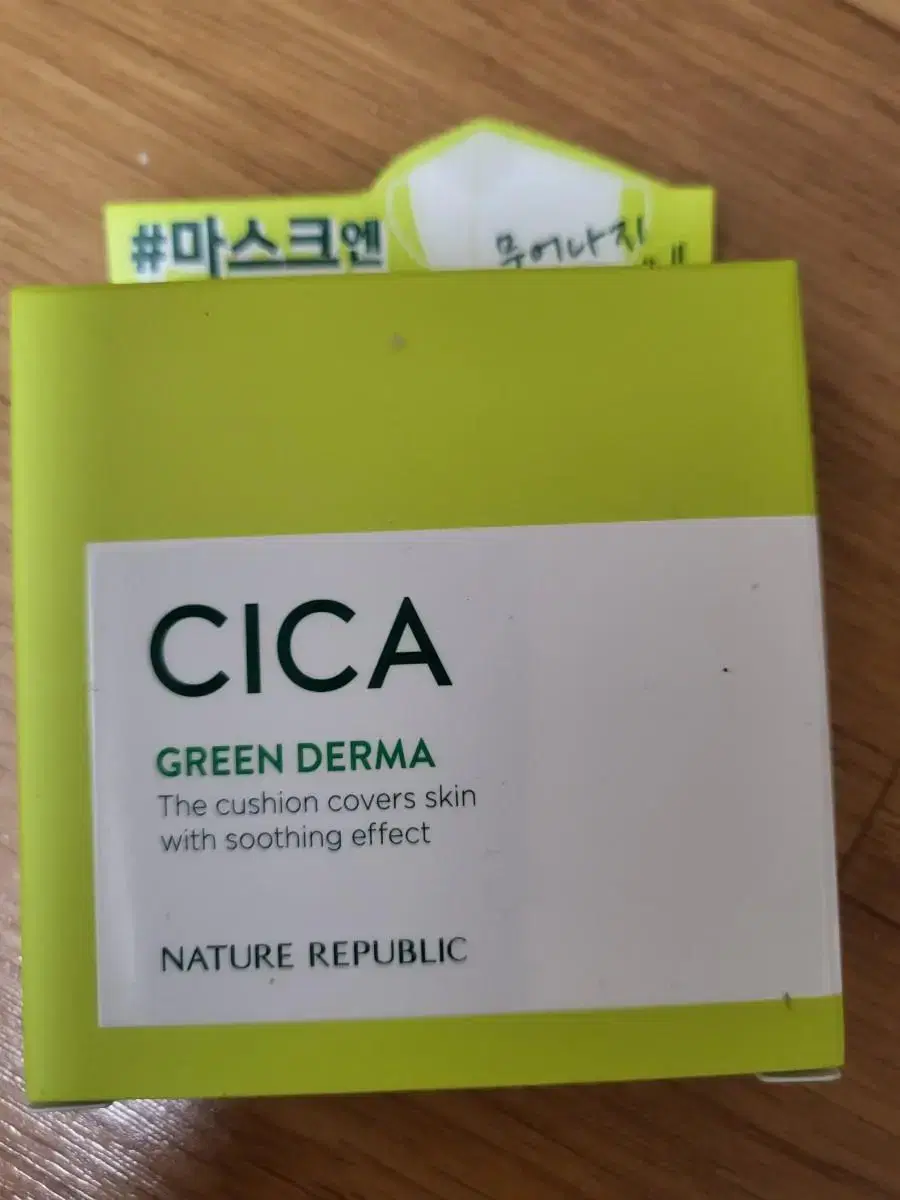 #마스크엔
CICA
GREEN DERMA
The cushion covers skin
with soothing effect
NATURE REPUBLIC